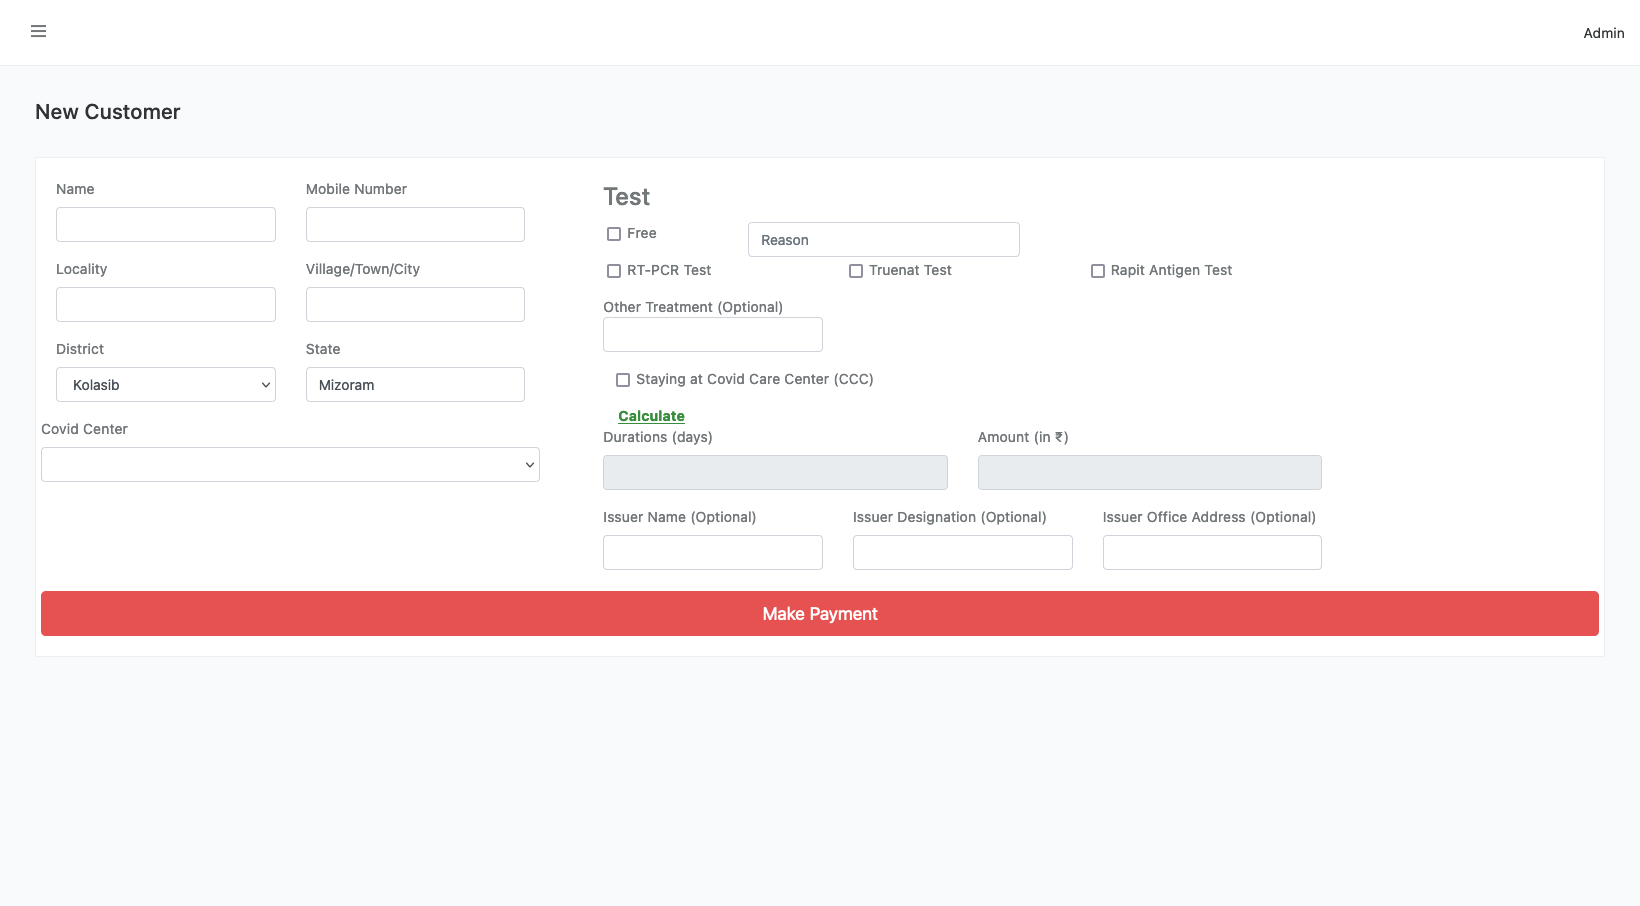 Admin
New Customer
Name
Mobile Number
Locality
Village/Town/City
District
State
Kolasib
Mizoram
Covid Center
Test
Free
Reason
RT-PCR Test
Truenat Test
Rapit Antigen Test
Other Treatment (Optional)
Staying at Covid Care Center (CCC)
Calculate
Durations (days)
Amount (in ₹)
Issuer Name (Optional)
Issuer Designation (Optional)
Issuer Office Address (Optional)
Make Payment